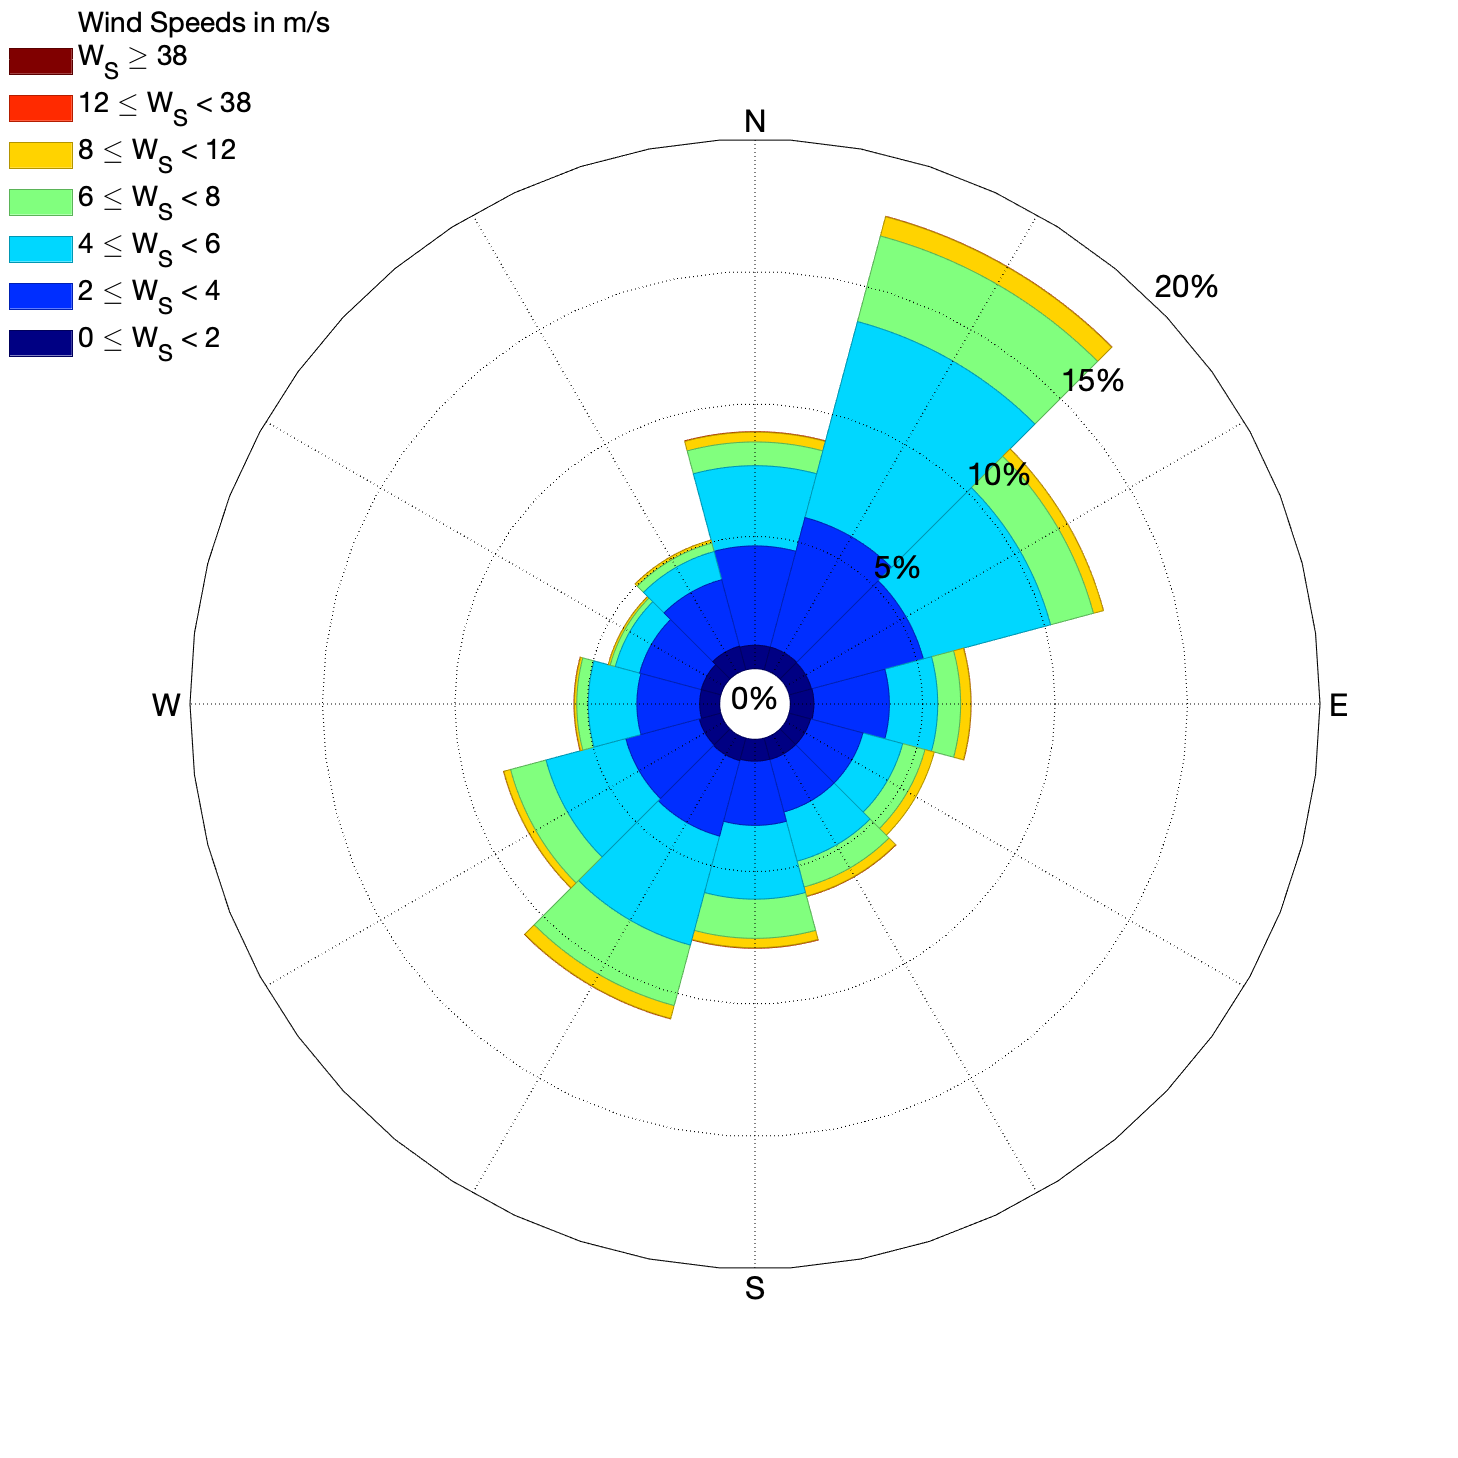 Wind Speeds in m/s
W_S ≥ 38
12 ≤ W_S < 38
8 ≤ W_S < 12
6 ≤ W_S < 8
4 ≤ W_S < 6
2 ≤ W_S < 4
0 ≤ W_S < 2
N
20%
15%
10%
5%
0%
W
E
S